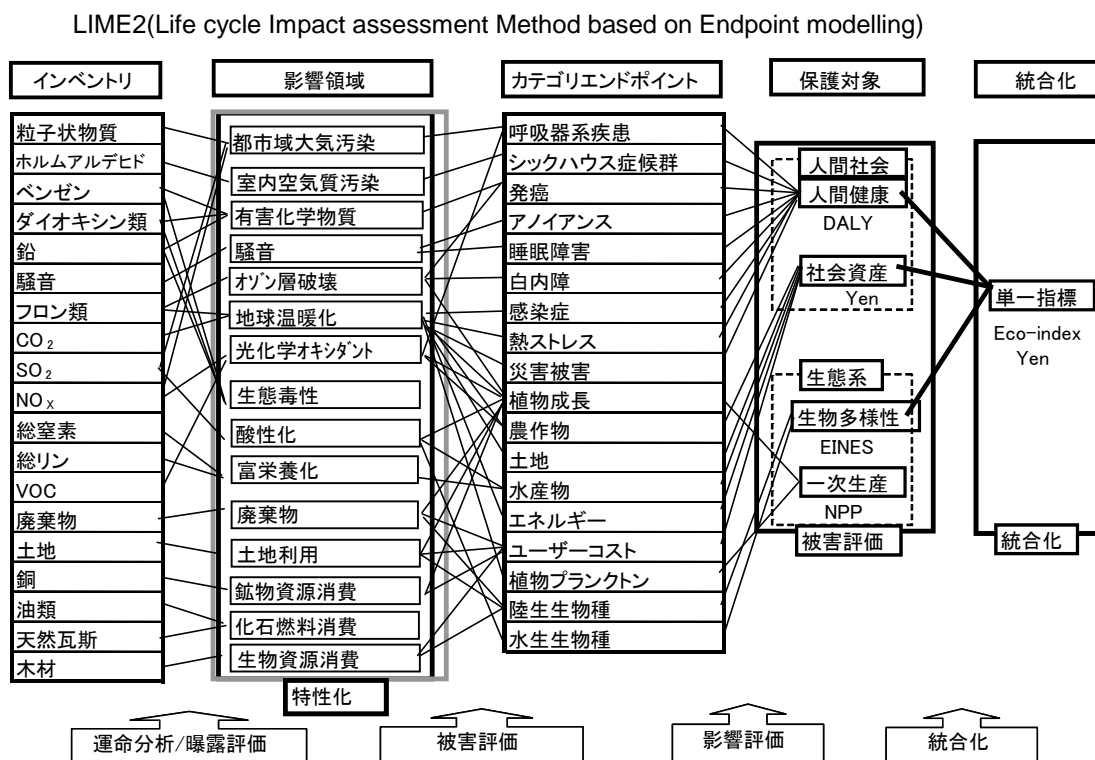 LIME2(Life cycle Impact assessment Method based on Endpoint modelling)
インベントリ
影響領域
カテゴリエンドポイント
保護対象
統合化
粒子状物質
ホルムアルデヒド
ベンゼン
ダイオキシン類
鉛
騒音
フロン類
CO₂
SO₂
NOX
総窒素
総リン
VOC
廃棄物
土地
銅
油類
天然瓦斯
木材
都市域大気汚染
室内空気質汚染
有害化学物質
騒音
オゾン層破壊
地球温暖化
光化学オキシダント
生態毒性
酸性化
富栄養化
廃棄物
土地利用
鉱物資源消費
化石燃料消費
生物資源消費
特性化
呼吸器系疾患
シックハウス症候群
発癌
アノイアンス
睡眠障害
白内障
感染症
熱ストレス
災害被害
植物成長
農作物
土地
水産物
エネルギー
ユーザーコスト
植物プランクトン
陸生生物種
水生生物種
人間社会
人間健康
DALY
社会資産
Yen
生態系
生物多様性
EINES
一次生産
NPP
被害評価
単一指標
Eco-index
Yen
統合化
運命分析/曝露評価
被害評価
影響評価
統合化